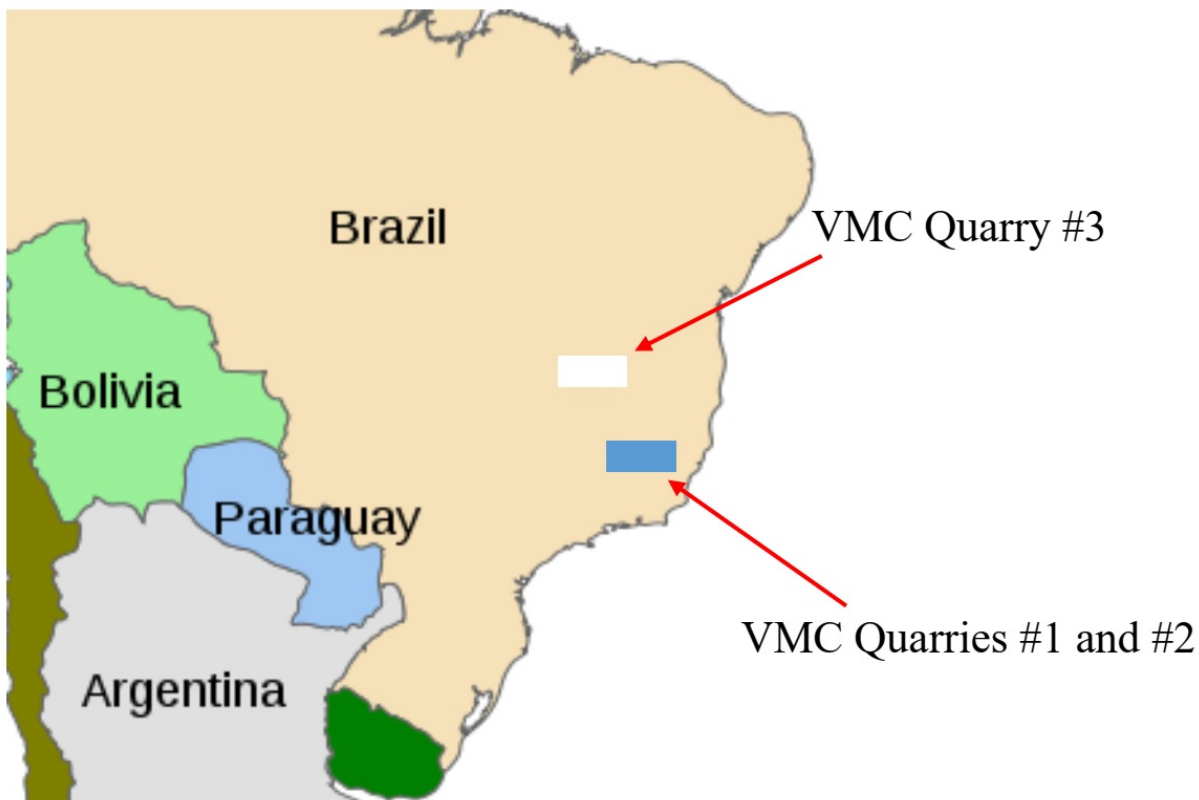 Brazil
VMC Quarry #3
Bolivia
Paraguay
VMC Quarries #1 and #2
Argentina